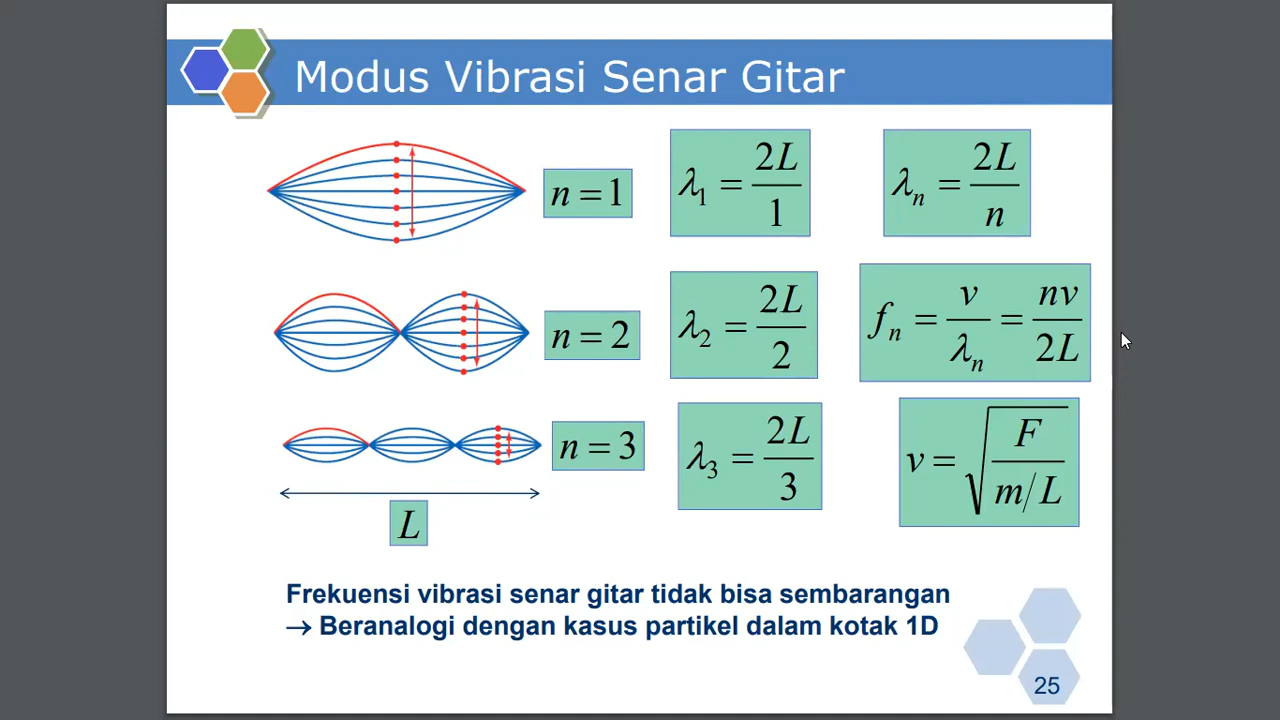 Modus Vibrasi Senar Gitar
n = 1
λ₁ = 2L/1
λₙ = 2L/n
n = 2
λ₂ = 2L/2
fₙ = v/λₙ = nv/2L
n = 3
λ₃ = 2L/3
v = √(F/(m/L))
L
Frekuensi vibrasi senar gitar tidak bisa sembarangan
→ Beranalogi dengan kasus partikel dalam kotak 1D
25